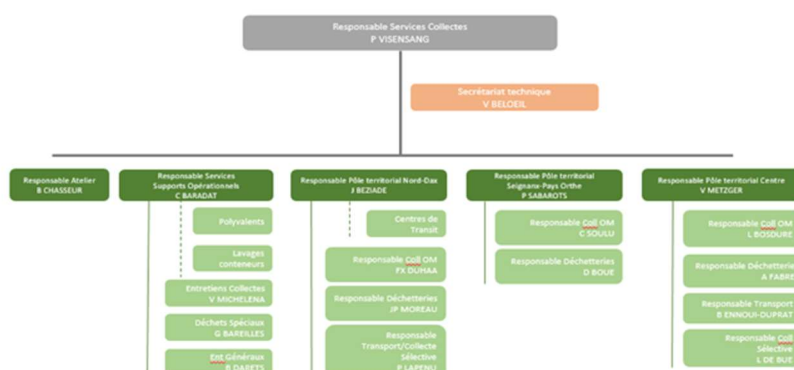 Responsable Services Collectes
P VISENSANG
Secrétariat technique
V BELOEIL
Responsable Atelier
B CHASSEUR
Responsable Services
Supports Opérationnels
C BARADAT
Polyvalents
Lavages
conteneurs
Entretiens Collectes
V MICHELENA
Déchets Spéciaux
G BAREILLES
Ent Généraux
B DARETS
Responsable Pôle territorial Nord-Dax
J BEZIADE
Centres de
Transit
Responsable Coll OM
FX DUHAA
Responsable Déchetteries
JP MOREAU
Responsable
Transport/Collecte
Sélective
P LAPENU
Responsable Pôle territorial
Seignanx-Pays Orthe
P SABAROTS
Responsable Coll OM
C SOULU
Responsable Déchetteries
D BOUE
Responsable Pôle territorial Centre
V METZGER
Responsable Coll OM
L BOSDURE
Responsable Déchetterie
A FABRE
Responsable Transport
B ENNOUI-DUPRAT
Responsable Coll
Sélective
L DE BUE